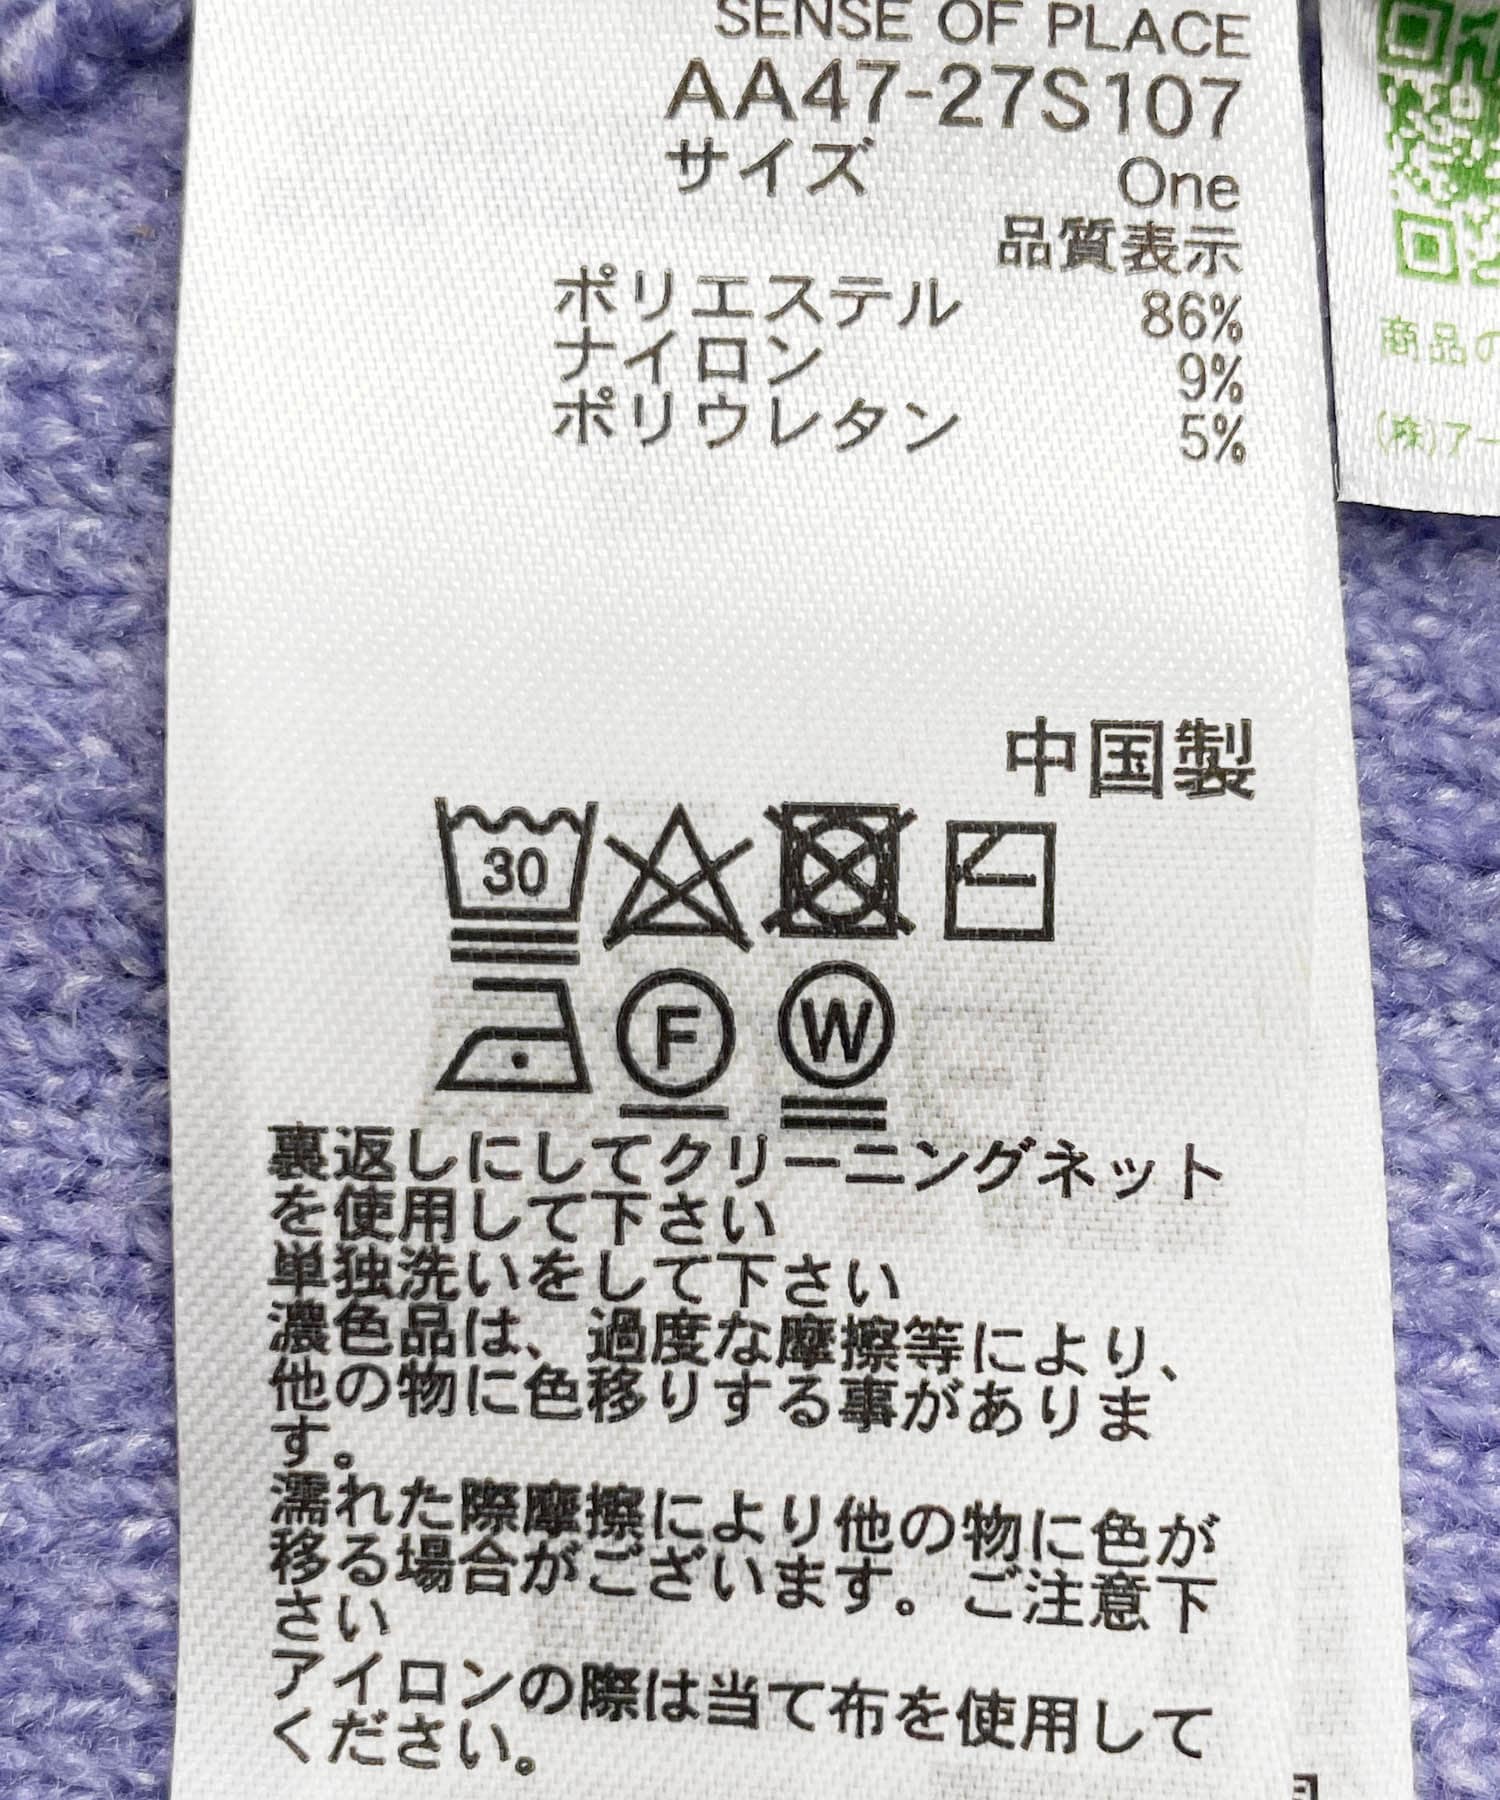 SENSE OF PLACE
AA47-27S107
サイズ One
品質表示
ポリエステル 86%
ナイロン 9%
ポリウレタン 5%
中国製
30
F W
裏返しにしてクリーニングネット
を使用して下さい
単独洗いをして下さい
濃色品は、過度な摩擦等により、
他の物に色移りする事がありま
す。
濡れた際摩擦により他の物に色が
移る場合がございます。ご注意下
さい
アイロンの際は当て布を使用して
ください。
商品の
(株)アー